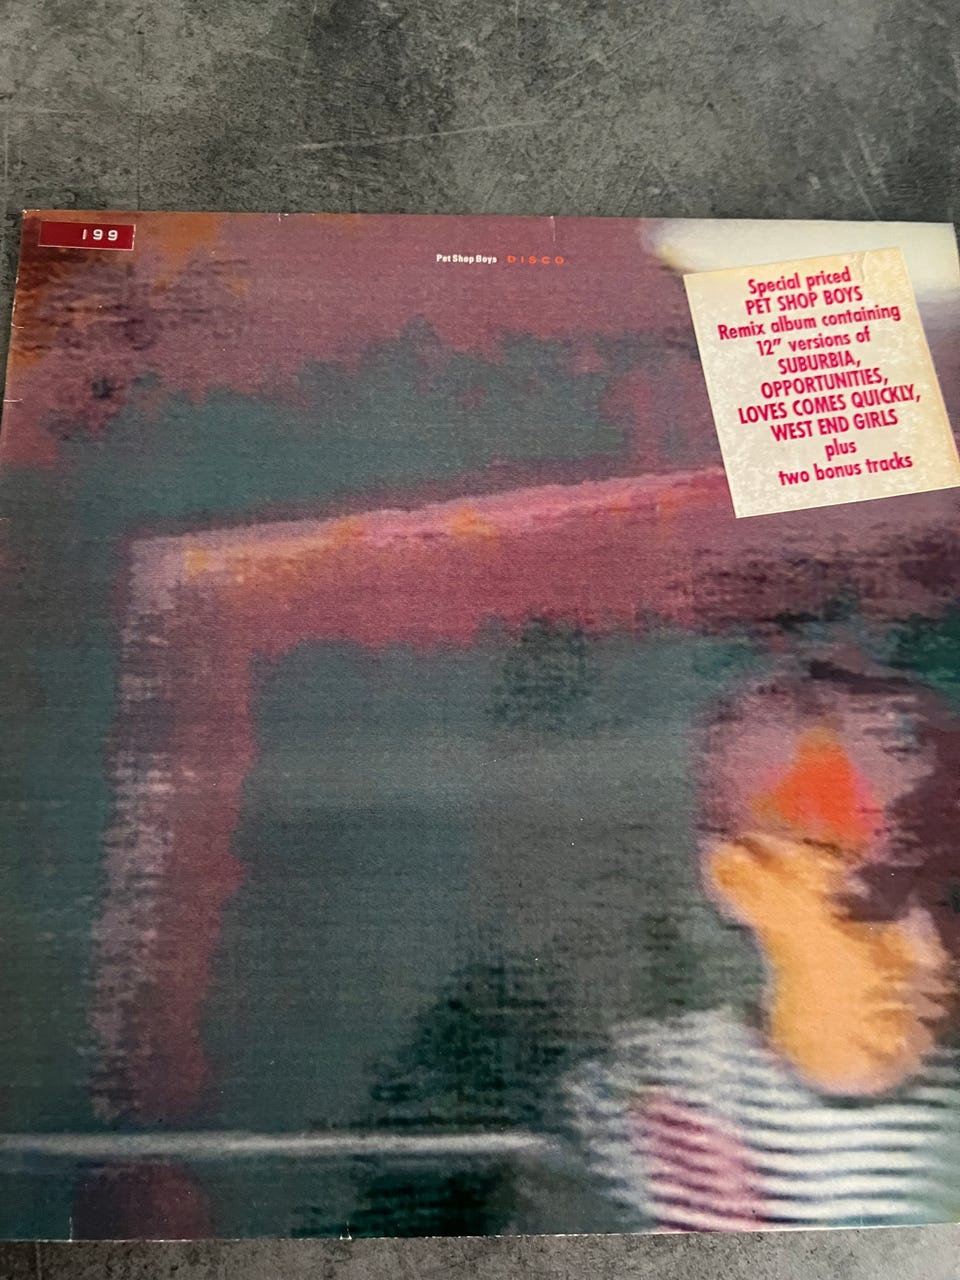 199
Pet Shop Boys DISCO
Special priced
PET SHOP BOYS
Remix album containing
12" versions of
SUBURBIA,
OPPORTUNITIES,
LOVES COMES QUICKLY,
WEST END GIRLS
plus
two bonus tracks